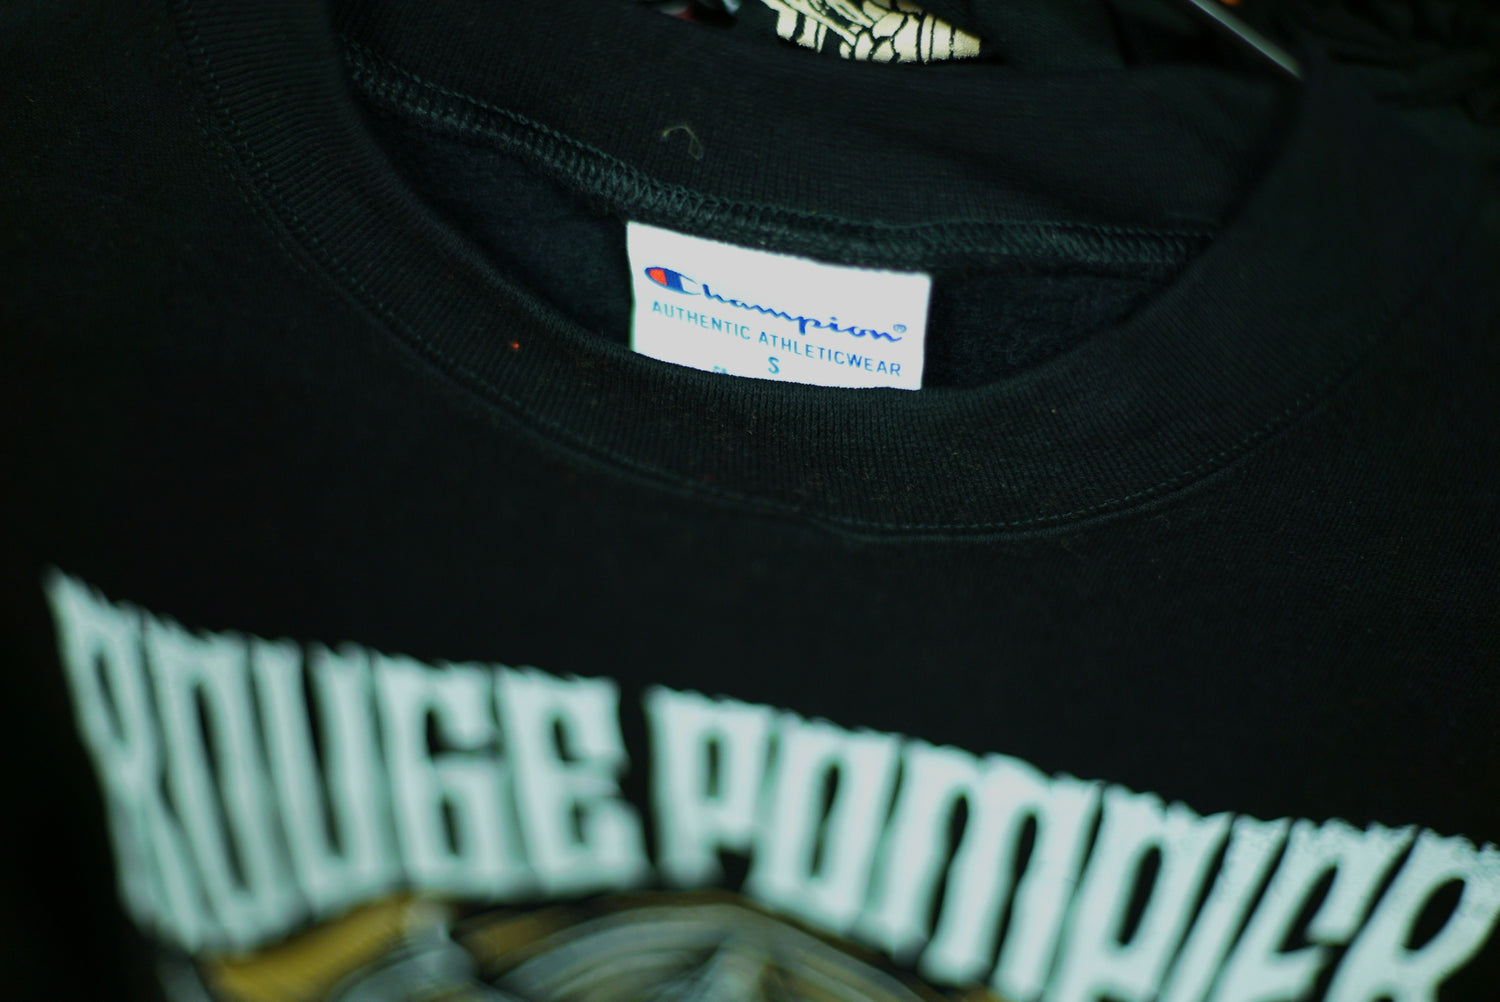 Champion®
AUTHENTIC ATHLETICWEAR
S
ROUGE POMPIER